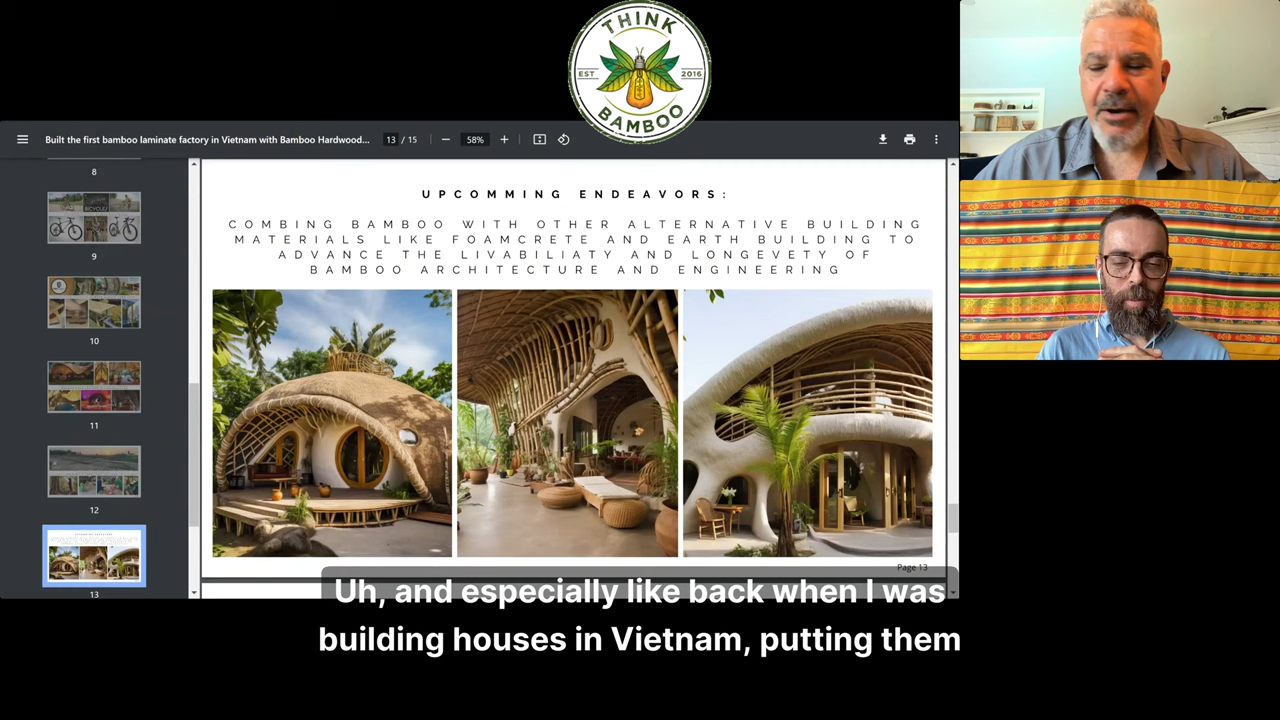 THINK
EST 2016
BAMBOO
Built the first bamboo laminate factory in Vietnam with Bamboo Hardwood... 13 / 15 58%
8
9
10
11
12
13
UPCOMMING ENDEAVORS:
COMBING BAMBOO WITH OTHER ALTERNATIVE BUILDING
MATERIALS LIKE FOAMCRETE AND EARTH BUILDING TO
ADVANCE THE LIVABILIATY AND LONGEVETY OF
BAMBOO ARCHITECTURE AND ENGINEERING
Page 13
Uh, and especially like back when I was
building houses in Vietnam, putting them